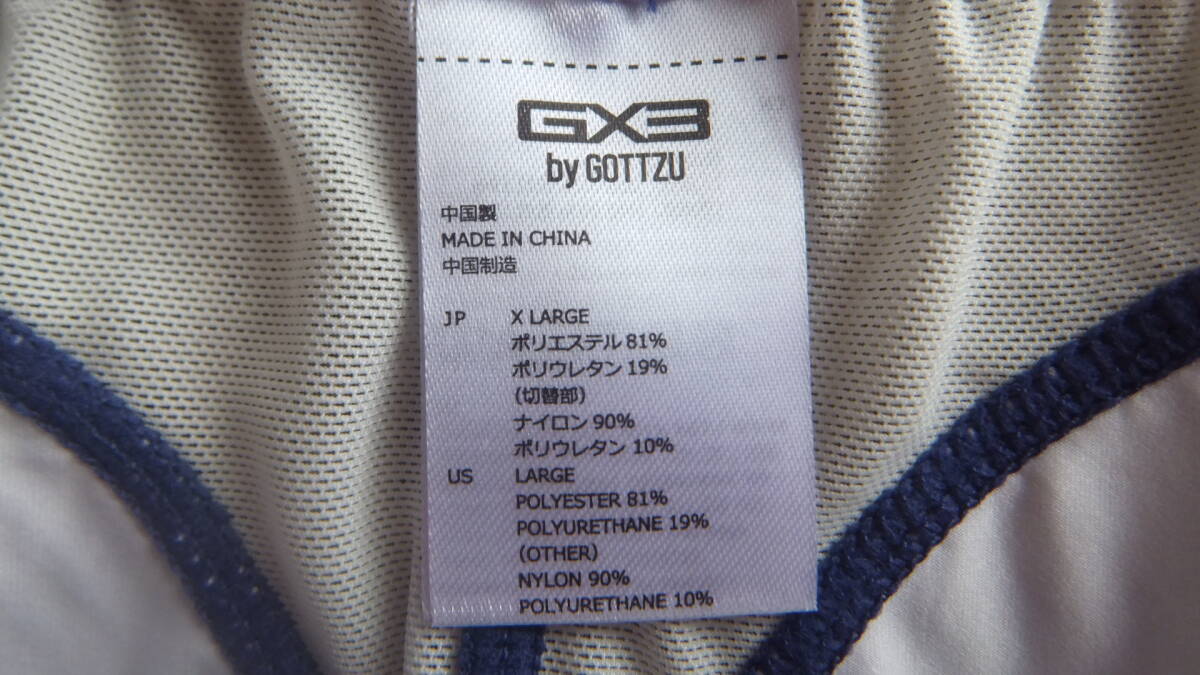 GX3
by GOTTZU
中国製
MADE IN CHINA
中国制造
JP X LARGE
ポリエステル 81%
ポリウレタン 19%
(切替部)
ナイロン 90%
ポリウレタン 10%
US LARGE
POLYESTER 81%
POLYURETHANE 19%
(OTHER)
NYLON 90%
POLYURETHANE 10%